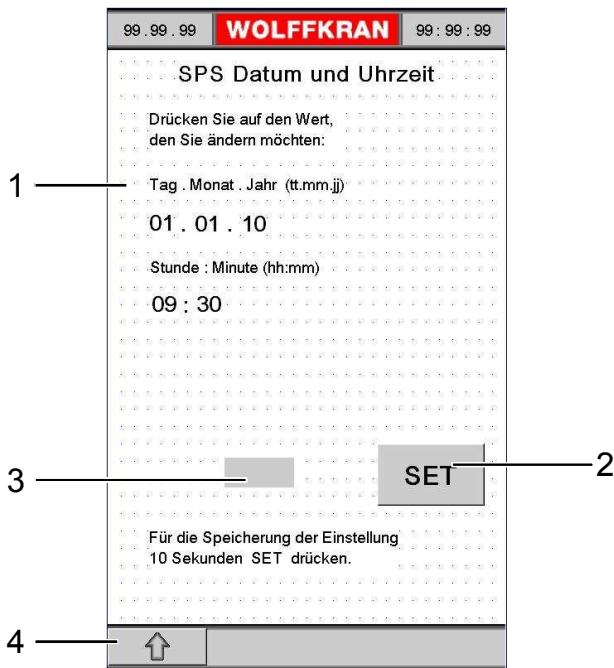 99.99.99 WOLFFKRAN 99:99:99
SPS Datum und Uhrzeit
Drücken Sie auf den Wert,
den Sie ändern möchten:
1
Tag . Monat . Jahr (tt.mm.jj)
01 . 01 . 10
Stunde : Minute (hh:mm)
09 : 30
3
SET
2
Für die Speicherung der Einstellung
10 Sekunden SET drücken.
4